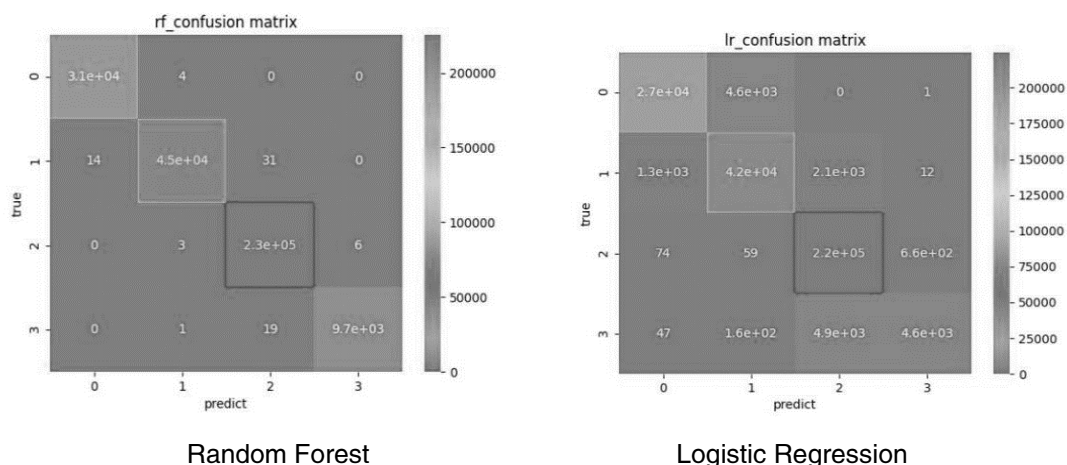 rf_confusion matrix
0 3.1e+04 4 0 0
1 14 4.5e+04 31 0
2 0 3 2.3e+05 6
3 0 1 19 9.7e+03
0 1 2 3
true
predict
200000
150000
100000
50000
0
Random Forest
lr_confusion matrix
0 2.7e+04 4.6e+03 0 1
1 1.3e+03 4.2e+04 2.1e+03 12
2 74 59 2.2e+05 6.6e+02
3 47 1.6e+02 4.9e+03 4.6e+03
0 1 2 3
true
predict
200000
175000
150000
125000
100000
75000
50000
25000
0
Logistic Regression